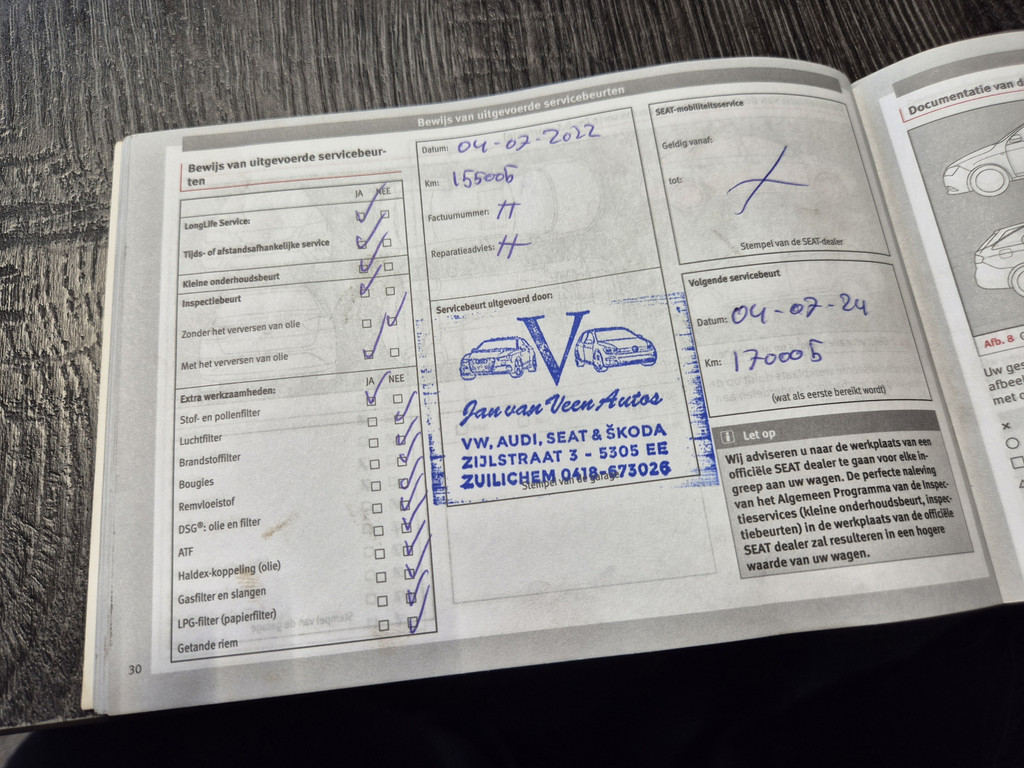 Bewijs van uitgevoerde servicebeurten
Bewijs van uitgevoerde servicebeur-
ten
JA NEE
LongLife Service:
Tijds- of afstandsafhankelijke service
Kleine onderhoudsbeurt
Inspectiebeurt
Zonder het verversen van olie
Met het verversen van olie
Extra werkzaamheden: JA NEE
Stof- en pollenfilter
Luchtfilter
Brandstoffilter
Bougies
Remvloeistof
DSG®: olie en filter
ATF
Haldex-koppeling (olie)
Gasfilter en slangen
LPG-filter (papierfilter)
Getande riem
30
Datum: 04-07-2022
Km: 155005
Factuurnummer:
Reparatieadvies:
Servicebeurt uitgevoerd door:
V
Jan van Veen Autos
VW, AUDI, SEAT & ŠKODA
ZIJLSTRAAT 3 - 5305 EE
ZUILICHEM 0418-673026
Stempel van de garage
SEAT-mobiliteitsservice
Geldig vanaf:
tot:
Stempel van de SEAT-dealer
Volgende servicebeurt
Datum: 04-07-24
Km: 170005
(wat als eerste bereikt wordt)
i Let op
Wij adviseren u naar de werkplaats van een
officiële SEAT dealer te gaan voor elke in-
greep aan uw wagen. De perfecte naleving
van het Algemeen Programma van de Inspec-
tieservices (kleine onderhoudsbeurt, inspec-
tiebeurten) in de werkplaats van de officiële
SEAT dealer zal resulteren in een hogere
waarde van uw wagen.
Documentatie van d
Afb. 8
Uw ges
afbeel
met c